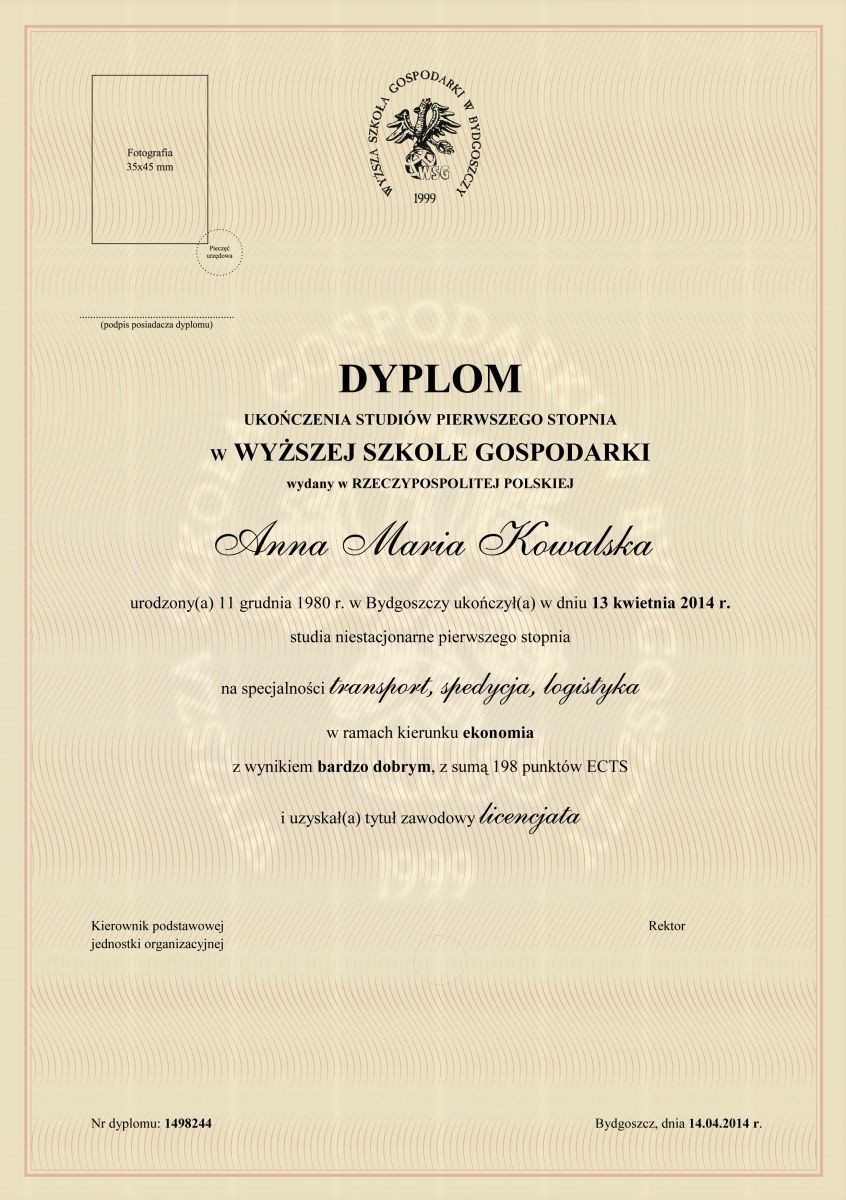 Fotografia
35x45 mm
WYŻSZA SZKOŁA GOSPODARKI W BYDGOSZCZY
WSG
1999
Pieczęć
urzędowa
(podpis posiadacza dyplomu)
DYPLOM
UKOŃCZENIA STUDIÓW PIERWSZEGO STOPNIA
w WYŻSZEJ SZKOLE GOSPODARKI
wydany w RZECZYPOSPOLITEJ POLSKIEJ
Anna Maria Kowalska
urodzony(a) 11 grudnia 1980 r. w Bydgoszczy ukończył(a) w dniu 13 kwietnia 2014 r.
studia niestacjonarne pierwszego stopnia
na specjalności transport, spedycja, logistyka
w ramach kierunku ekonomia
z wynikiem bardzo dobrym, z sumą 198 punktów ECTS
i uzyskał(a) tytuł zawodowy licencjata
1999
Kierownik podstawowej
jednostki organizacyjnej
Rektor
Nr dyplomu: 1498244
Bydgoszcz, dnia 14.04.2014 r.